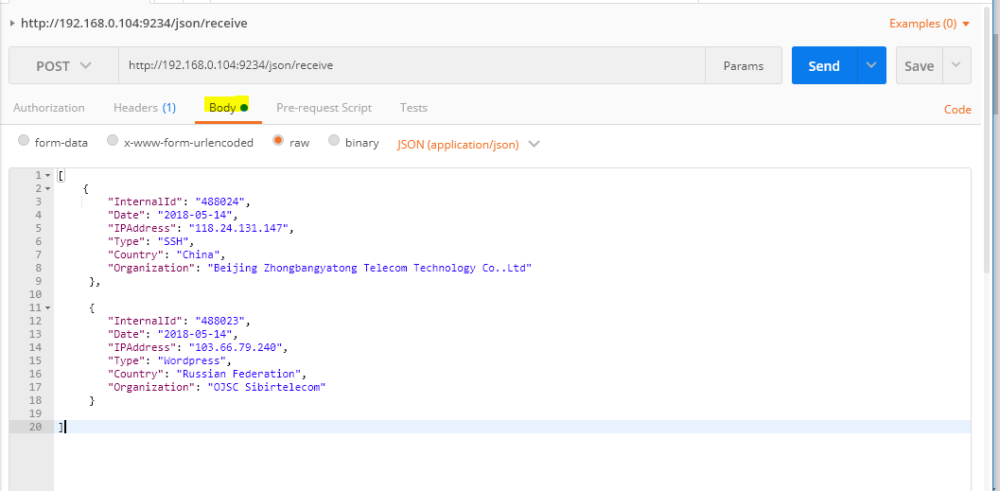 http://192.168.0.104:9234/json/receive Examples (0)
POST http://192.168.0.104:9234/json/receive Params Send Save
Authorization Headers (1) Body Pre-request Script Tests Code
form-data x-www-form-urlencoded raw binary JSON (application/json)
1 [
2 {
3 "InternalId": "488024",
4 "Date": "2018-05-14",
5 "IPAddress": "118.24.131.147",
6 "Type": "SSH",
7 "Country": "China",
8 "Organization": "Beijing Zhongbangyatong Telecom Technology Co..Ltd"
9 },
10
11 {
12 "InternalId": "488023",
13 "Date": "2018-05-14",
14 "IPAddress": "103.66.79.240",
15 "Type": "Wordpress",
16 "Country": "Russian Federation",
17 "Organization": "OJSC Sibirtelecom"
18 }
19
20 ]